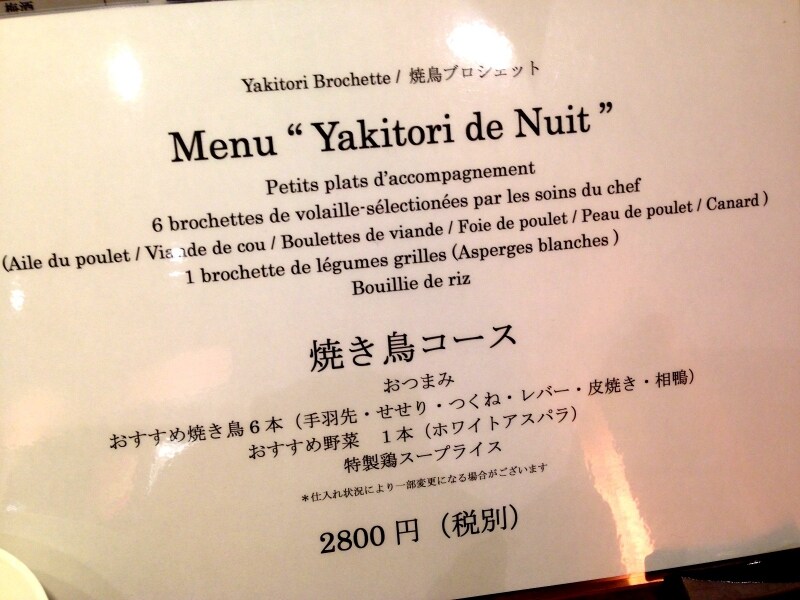 梅酒
Yakitori Brochette / 焼鳥ブロシェット
Menu “ Yakitori de Nuit ”
Petits plats d’accompagnement
6 brochettes de volaille-sélectionées par les soins du chef
(Aile du poulet / Viande de cou / Boulettes de viande / Foie de poulet / Peau de poulet / Canard )
1 brochette de légumes grilles (Asperges blanches )
Bouillie de riz
焼き鳥コース
おつまみ
おすすめ焼き鳥６本（手羽先・せせり・つくね・レバー・皮焼き・相鴨）
おすすめ野菜　１本（ホワイトアスパラ）
特製鶏スープライス
＊仕入れ状況により一部変更になる場合がございます
2800 円（税別）